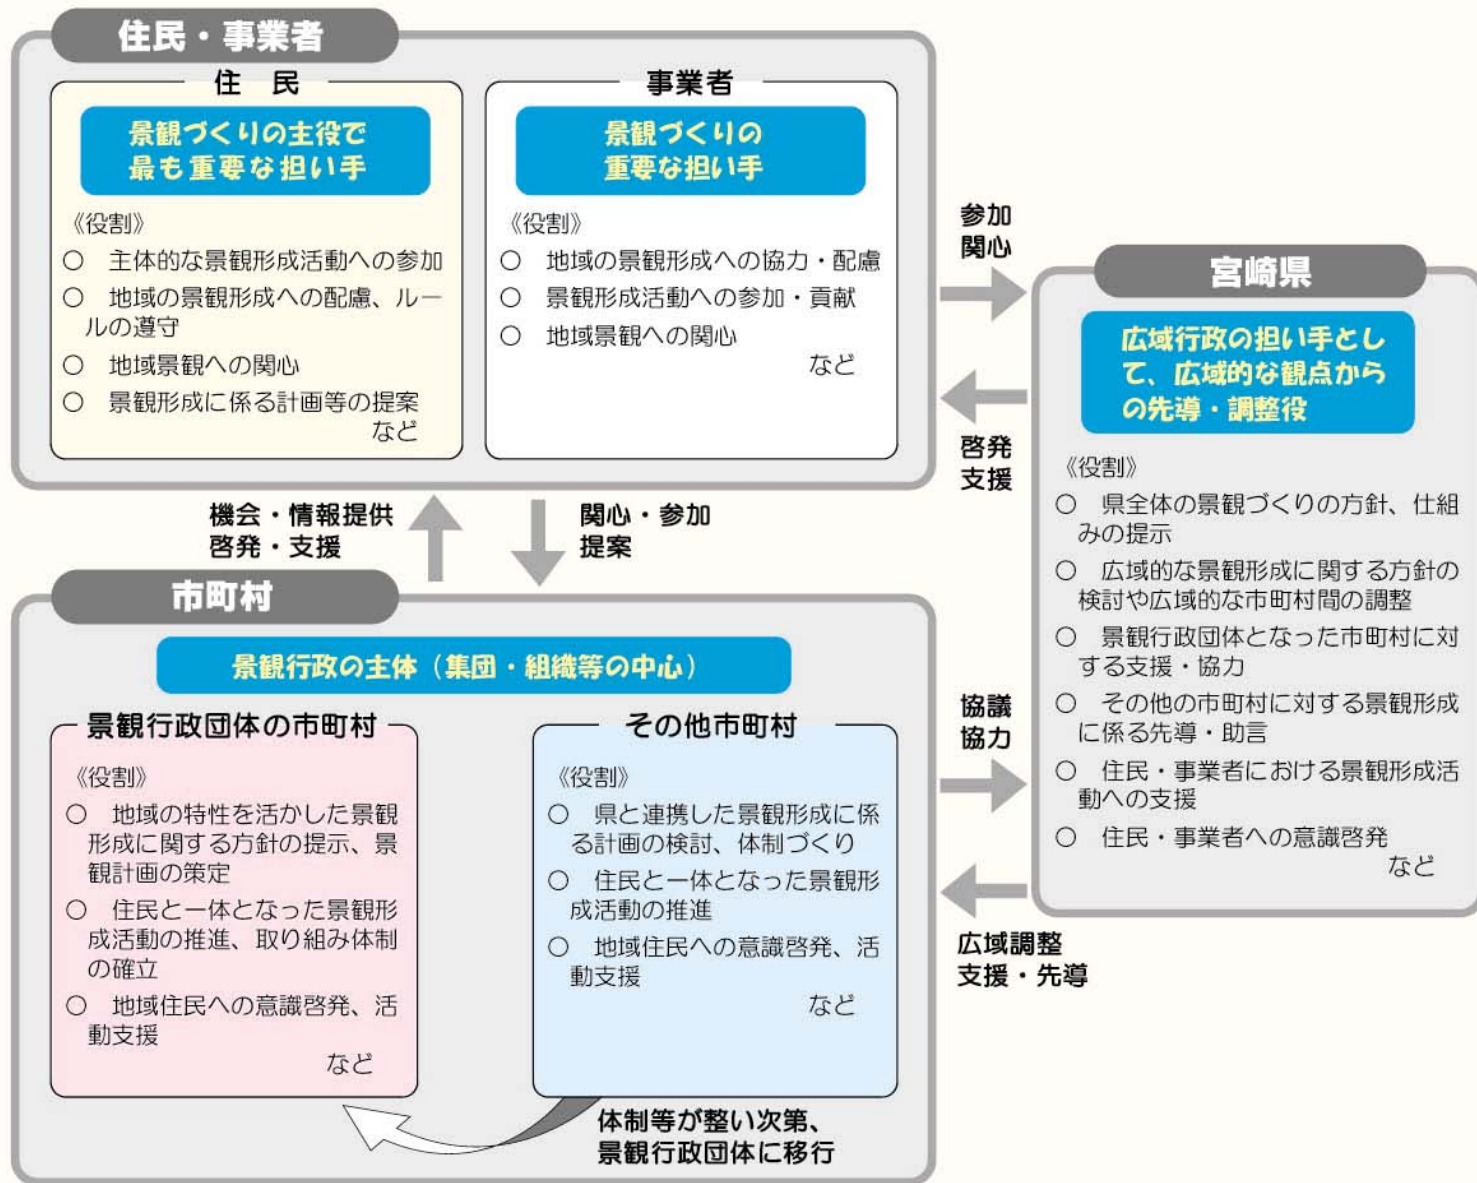 住民・事業者
住　民
景観づくりの主役で
最も重要な担い手
《役割》
○　主体的な景観形成活動への参加
○　地域の景観形成への配慮、ルー
ルの遵守
○　地域景観への関心
○　景観形成に係る計画等の提案
など
事業者
景観づくりの
重要な担い手
《役割》
○　地域の景観形成への協力・配慮
○　景観形成活動への参加・貢献
○　地域景観への関心
など
参加
関心
啓発
支援
宮崎県
広域行政の担い手とし
て、広域的な観点から
の先導・調整役
《役割》
○　県全体の景観づくりの方針、仕組
みの提示
○　広域的な景観形成に関する方針の
検討や広域的な市町村間の調整
○　景観行政団体となった市町村に対
する支援・協力
○　その他の市町村に対する景観形成
に係る先導・助言
○　住民・事業者における景観形成活
動への支援
○　住民・事業者への意識啓発
など
機会・情報提供
啓発・支援
関心・参加
提案
市町村
景観行政の主体（集団・組織等の中心）
景観行政団体の市町村
《役割》
○　地域の特性を活かした景観
形成に関する方針の提示、景
観計画の策定
○　住民と一体となった景観形
成活動の推進、取り組み体制
の確立
○　地域住民への意識啓発、活
動支援
など
その他市町村
《役割》
○　県と連携した景観形成に係
る計画の検討、体制づくり
○　住民と一体となった景観形
成活動の推進
○　地域住民への意識啓発、活
動支援
など
体制等が整い次第、
景観行政団体に移行
協議
協力
広域調整
支援・先導